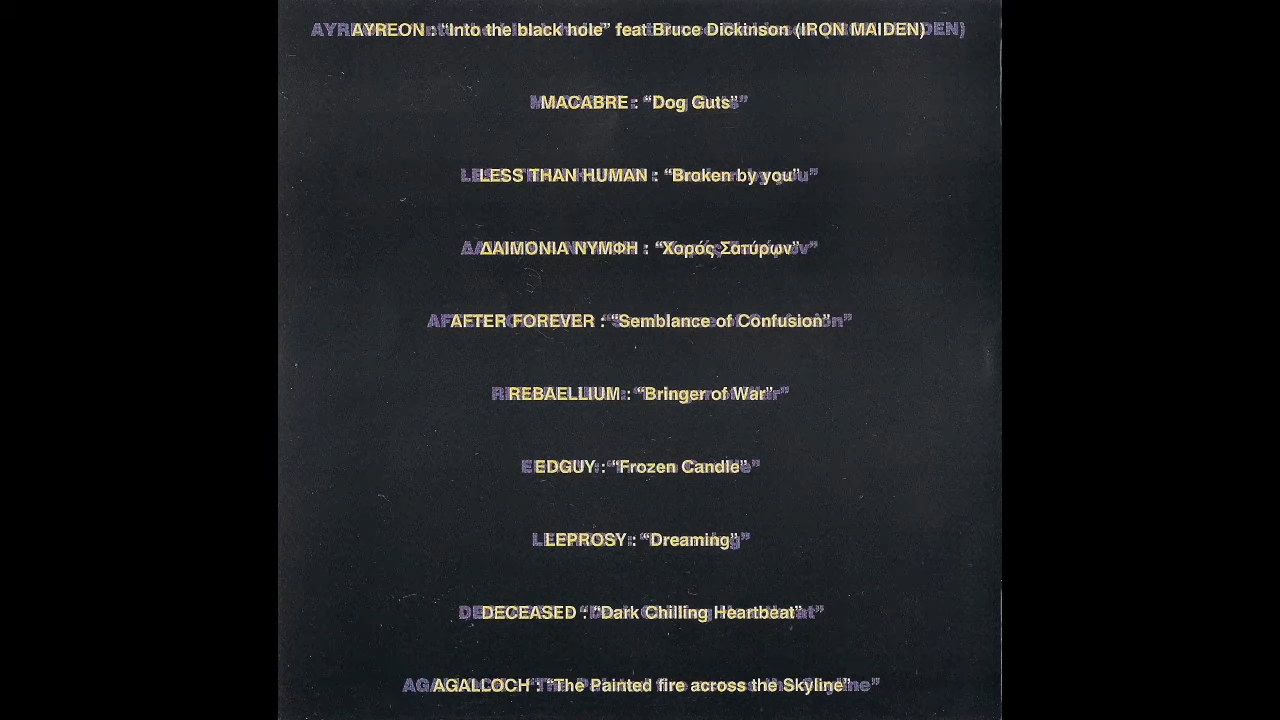 AYREON : “Into the black hole” feat Bruce Dickinson (IRON MAIDEN)
MACABRE : “Dog Guts”
LESS THAN HUMAN : “Broken by you”
ΔΑΙΜΟΝΙΑ ΝΥΜΦΗ : “Χορός Σατύρων”
AFTER FOREVER : “Semblance of Confusion”
REBAELLIUM : “Bringer of War”
EDGUY : “Frozen Candle”
LEPROSY : “Dreaming”
DECEASED : “Dark Chilling Heartbeat”
AGALLOCH : “The Painted fire across the Skyline”